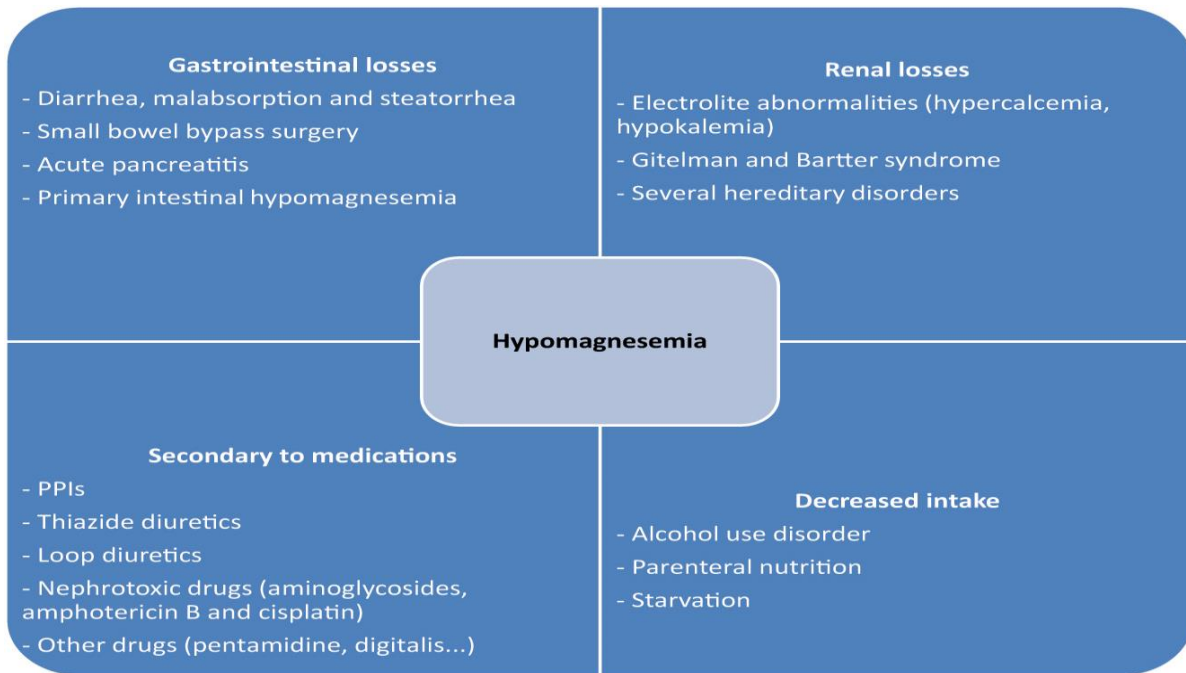 Gastrointestinal losses
- Diarrhea, malabsorption and steatorrhea
- Small bowel bypass surgery
- Acute pancreatitis
- Primary intestinal hypomagnesemia
Renal losses
- Electrolite abnormalities (hypercalcemia,
hypokalemia)
- Gitelman and Bartter syndrome
- Several hereditary disorders
Hypomagnesemia
Secondary to medications
- PPIs
- Thiazide diuretics
- Loop diuretics
- Nephrotoxic drugs (aminoglycosides,
amphotericin B and cisplatin)
- Other drugs (pentamidine, digitalis...)
Decreased intake
- Alcohol use disorder
- Parenteral nutrition
- Starvation